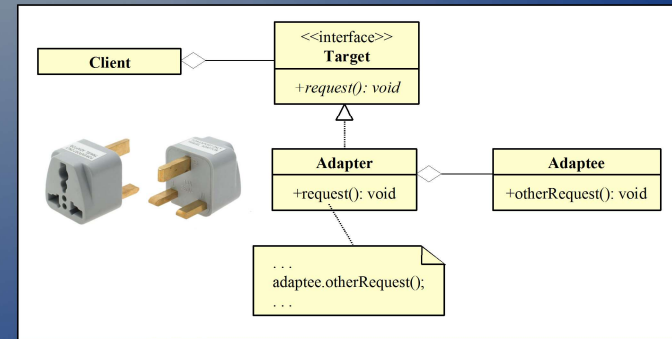 <<interface>>
Client
Target
+request(): void
Adapter
Adaptee
+request(): void
+otherRequest(): void
. . .
adaptee.otherRequest();
. . .